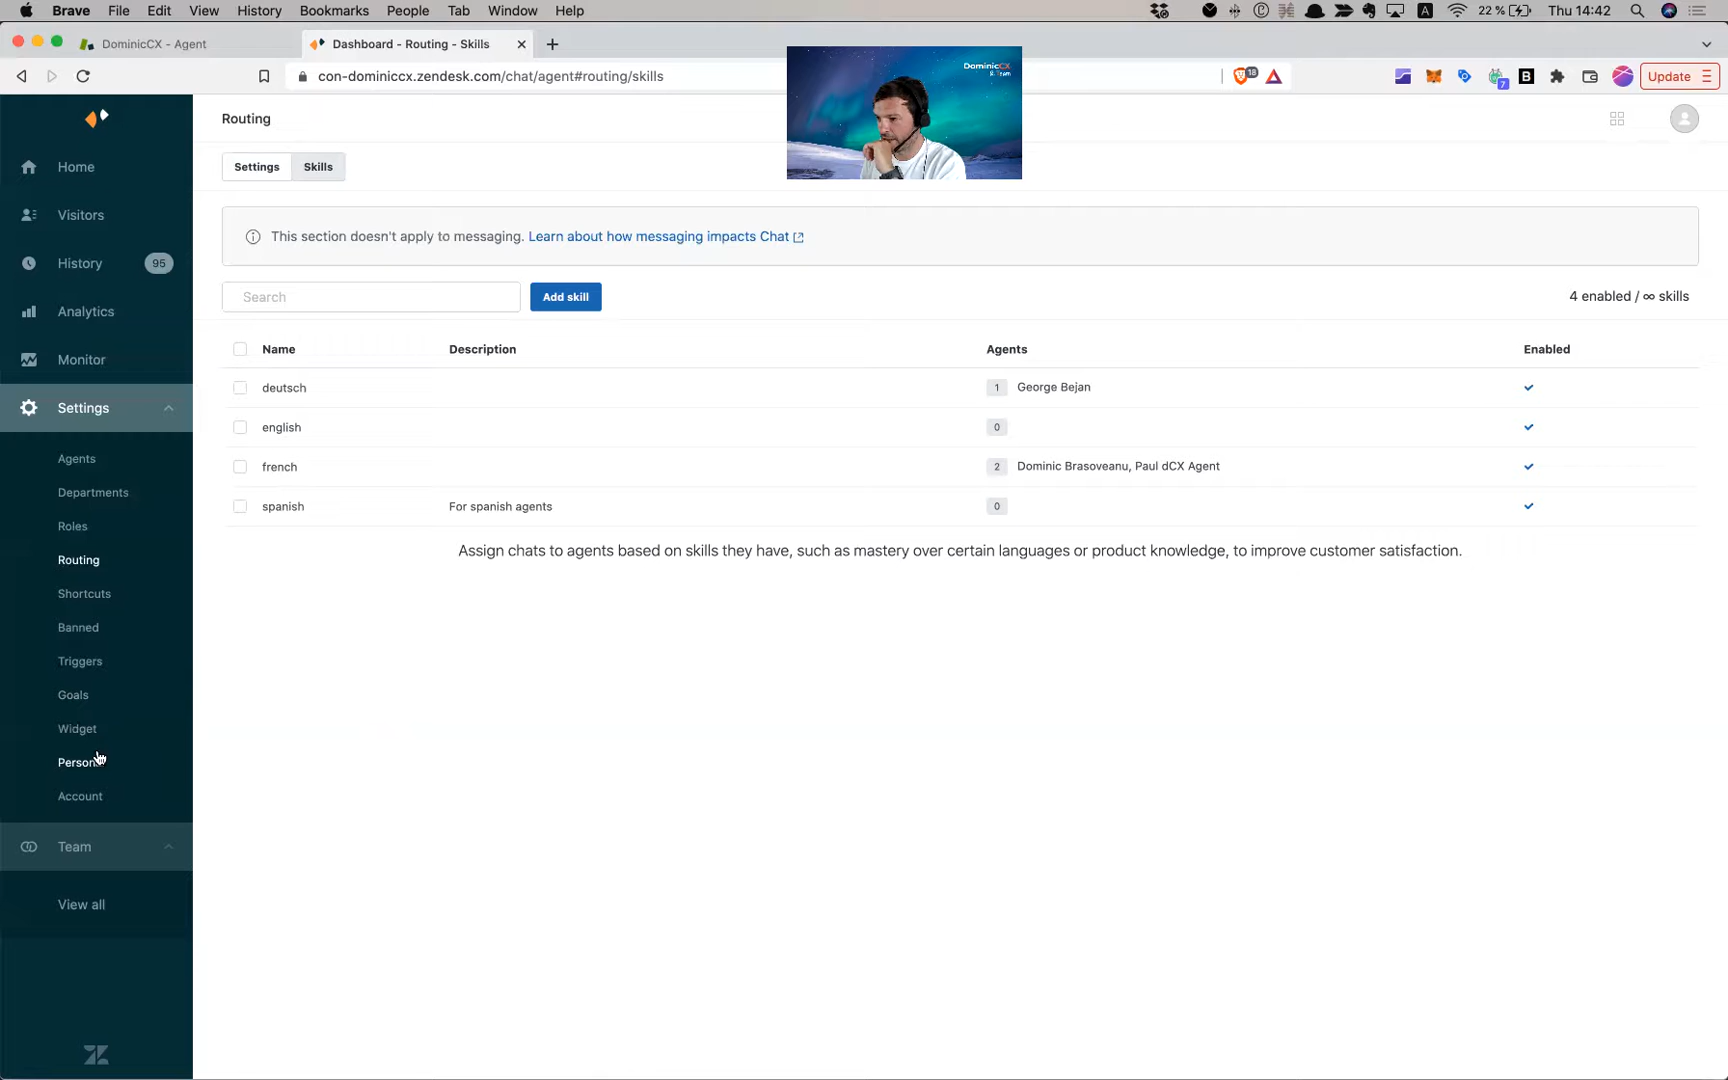 Brave File Edit View History Bookmarks People Tab Window Help
22 % Thu 14:42
DominicCX - Agent
Dashboard - Routing - Skills
con-dominiccx.zendesk.com/chat/agent#routing/skills
18
7
B
Update
DominicCX
& Team
Home
Visitors
History 95
Analytics
Monitor
Settings
Agents
Departments
Roles
Routing
Shortcuts
Banned
Triggers
Goals
Widget
Person
Account
Team
View all
Routing
Settings Skills
This section doesn't apply to messaging. Learn about how messaging impacts Chat
Search
Add skill
4 enabled / ∞ skills
Name Description Agents Enabled
deutsch 1 George Bejan
english 0
french 2 Dominic Brasoveanu, Paul dCX Agent
spanish For spanish agents 0
Assign chats to agents based on skills they have, such as mastery over certain languages or product knowledge, to improve customer satisfaction.